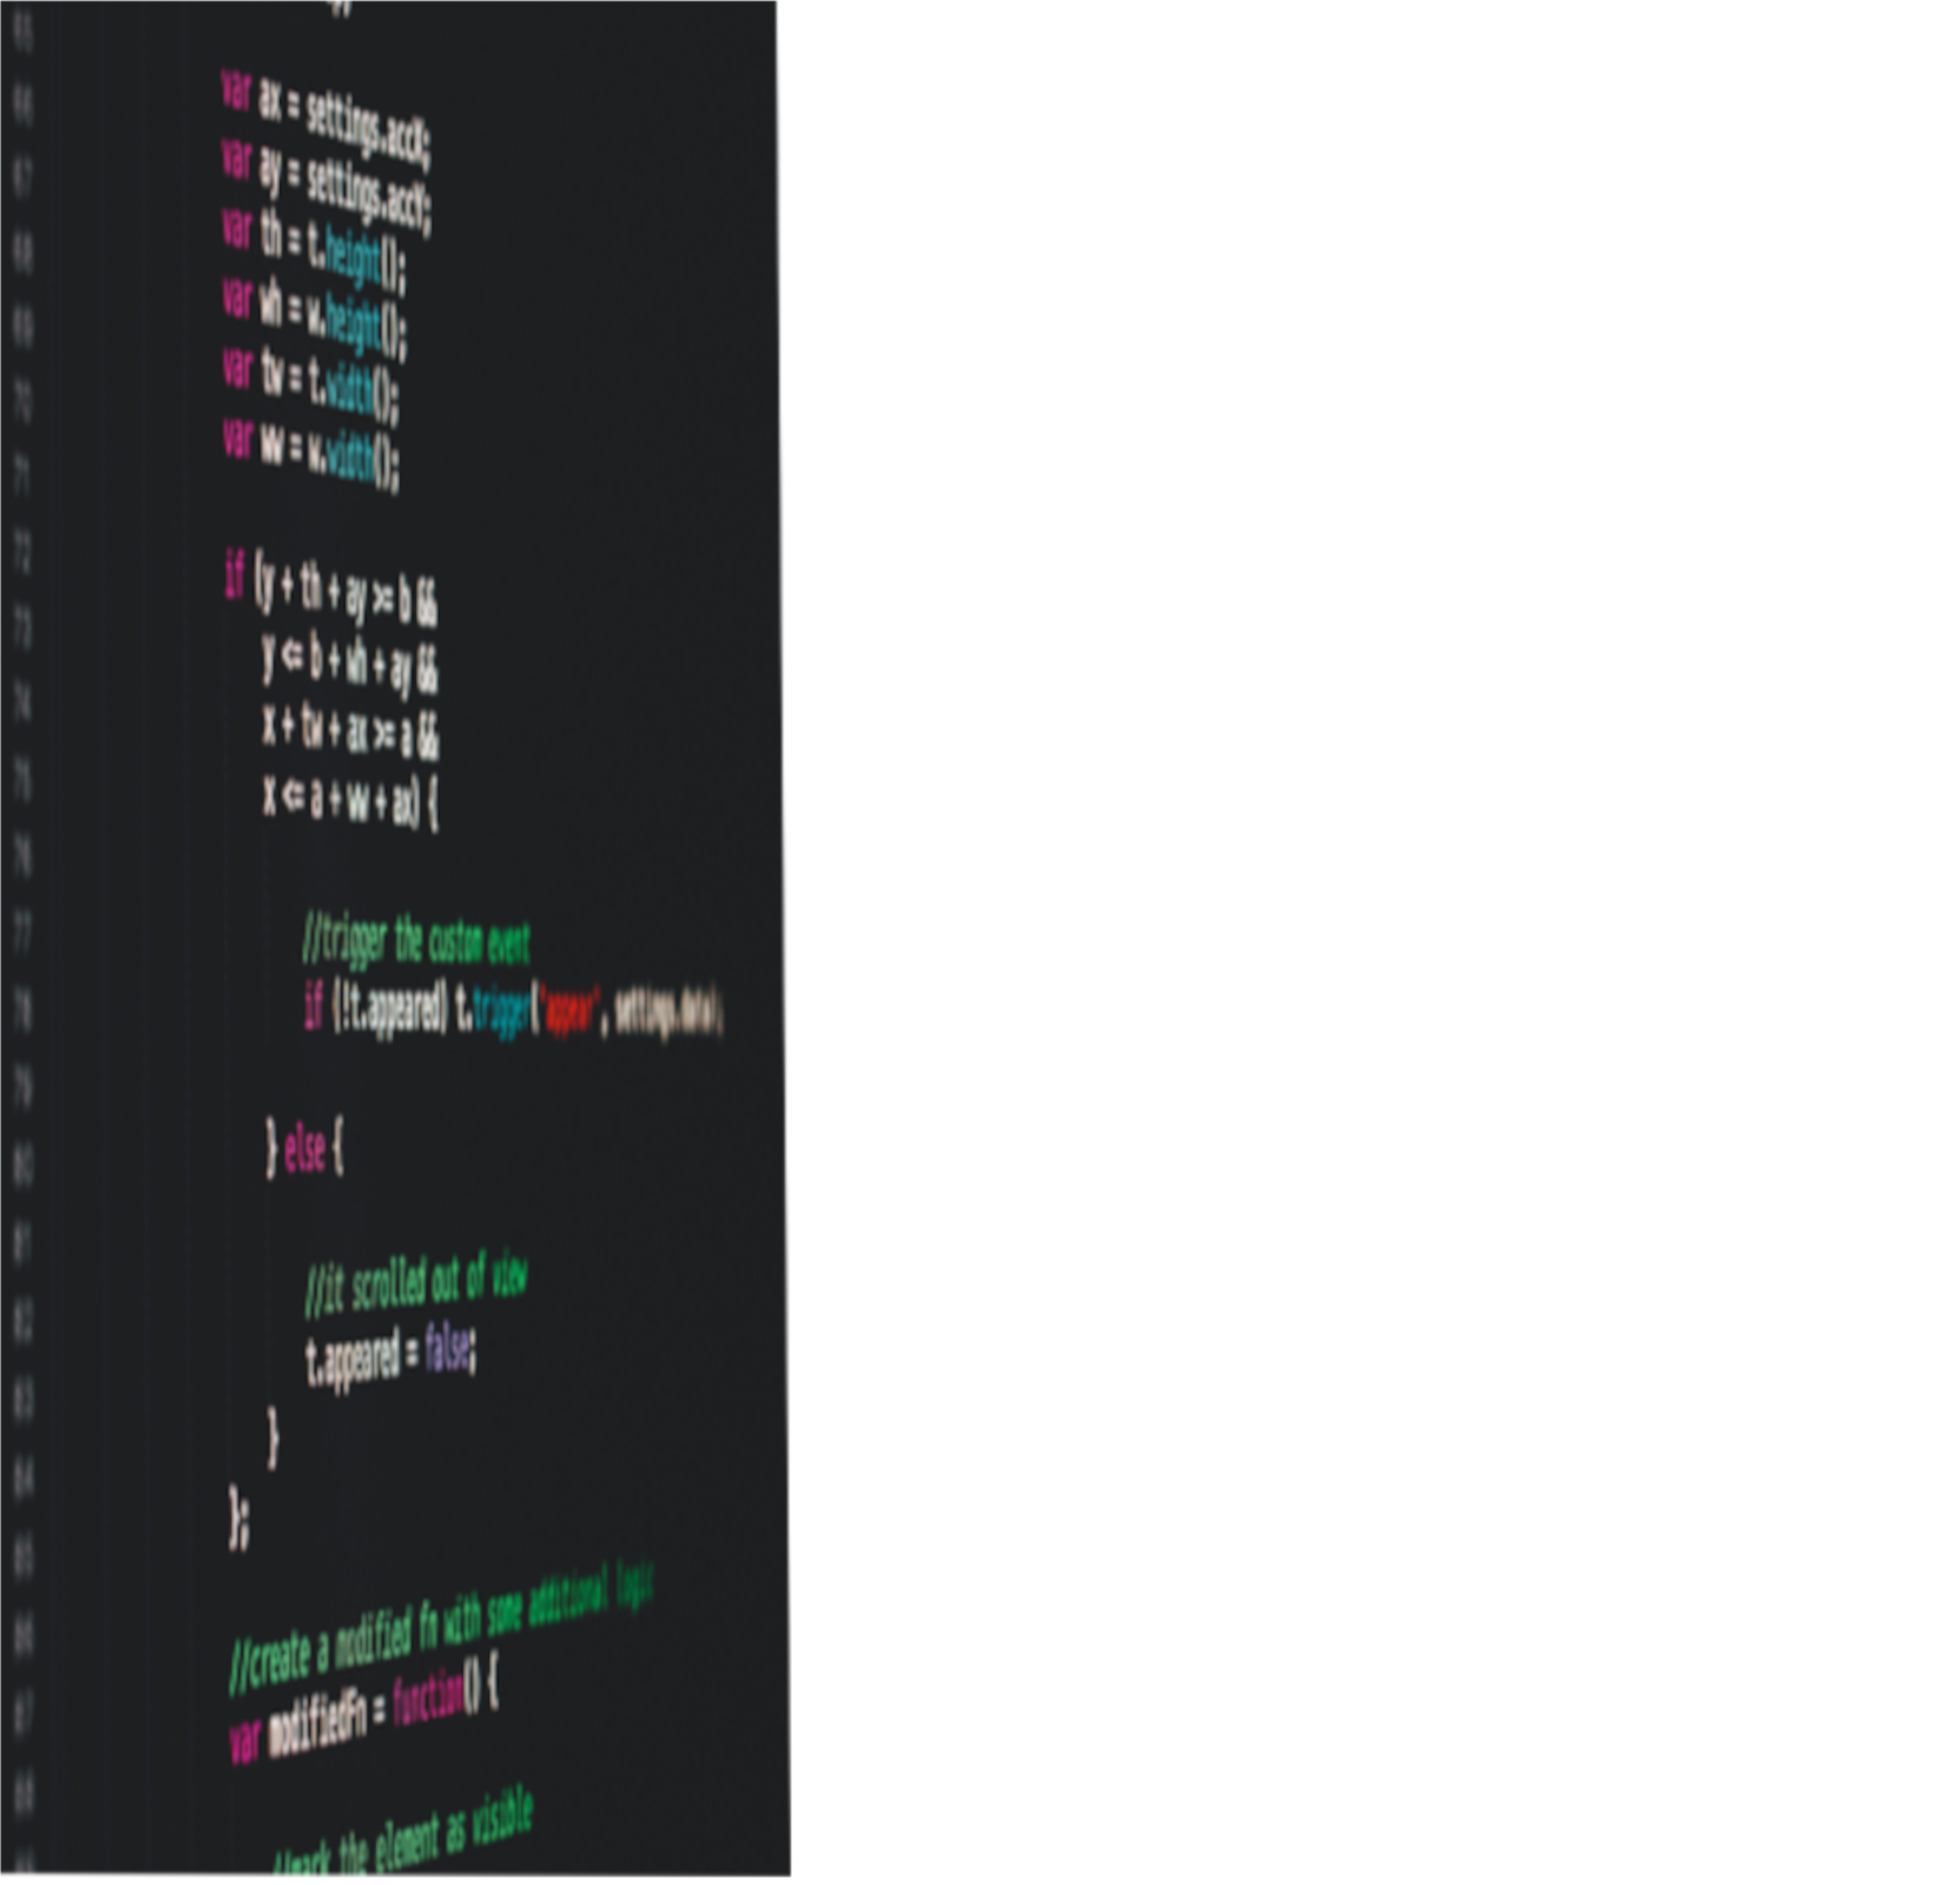 var ax = settings.accX;
var ay = settings.accY;
var th = t.height();
var wh = w.height();
var tw = t.width();
var ww = w.width();
if (y + th + ay >= b &&
y <= b + wh + ay &&
x + tw + ax >= a &&
x <= a + ww + ax) {
//trigger the custom event
if (!t.appeared) t.trigger('appear', settings.data);
} else {
//it scrolled out of view
t.appeared = false;
}
};
//create a modified fn with some additional logic
var modifiedFn = function() {
//mark the element as visible